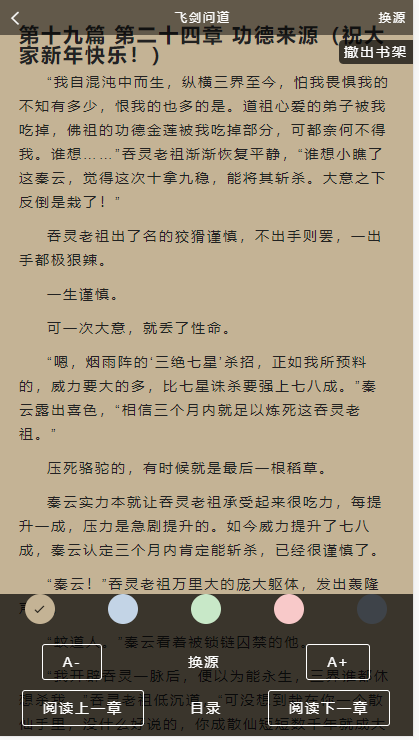 飞剑问道
换源
第十九篇 第二十四章 功德来源（祝大
家新年快乐！）
撤出书架
“我自混沌中而生，纵横三界至今，怕我畏惧我的
不知有多少，恨我的也多的是。道祖心爱的弟子被我
吃掉，佛祖的功德金莲被我吃掉部分，可都奈何不得
我。谁想……”吞灵老祖渐渐恢复平静，“谁想小瞧了
这秦云，觉得这次十拿九稳，能将其斩杀。大意之下
反倒是栽了！”
吞灵老祖出了名的狡猾谨慎，不出手则罢，一出
手都极狠辣。
一生谨慎。
可一次大意，就丢了性命。
“嗯，烟雨阵的‘三绝七星’杀招，正如我所预料
的，威力要大的多，比七星诛杀要强上七八成。”秦
云露出喜色，“相信三个月内就足以炼死这吞灵老
祖。”
压死骆驼的，有时候就是最后一根稻草。
秦云实力本就让吞灵老祖承受起来很吃力，每提
升一成，压力是急剧提升的。如今威力提升了七八
成，秦云认定三个月内肯定能斩杀，已经很谨慎了。
“秦云！”吞灵老祖万里大的庞大躯体，发出轰隆
“蚊道人。”秦云看着被锁链囚禁的他。
A-
换源
A+
“我开辟吞灵一脉后，便以为能永生，三界谁都休
想杀我。”吞灵老祖低沉道，“可没想到栽在你一个散
阅读上一章
目录
阅读下一章
仙手里，没什么好说的，你成散仙短短数千年就成大